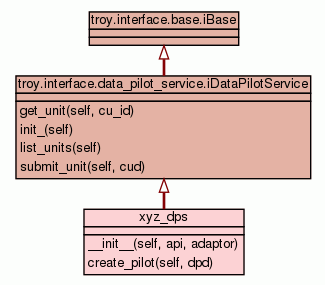 troy.interface.base.iBase
troy.interface.data_pilot_service.iDataPilotService
get_unit(self, cu_id)
init_(self)
list_units(self)
submit_unit(self, cud)
xyz_dps
__init__(self, api, adaptor)
create_pilot(self, dpd)